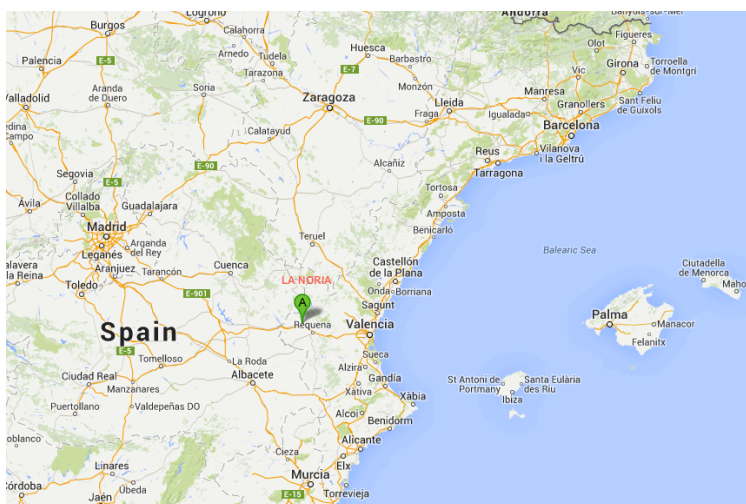 Andorra
Banyuls-sur-Mer
Logroño
Burgos
Calahorra
Huesca
Figueres
Olot
Palencia
Arnedo
Tudela
Barbastro
Torroella
de Montgrí
E-5
Tarazona
E-7
Vic
Girona
Aranda
de Duero
Soria
Monzón
Manresa
Valladolid
Zaragoza
Lleida
Granollers
Sant Feliu
de Guíxols
Fraga
Igualada
E-90
Barcelona
Medina
Campo
Calatayud
Reus
Vilanova
i la Geltrú
E-90
Alcañiz
Tarragona
Segovia
E-5
Tortosa
Ávila
Collado
Villalba
Guadalajara
Amposta
Madrid
Benicarló
Leganés
Arganda
del Rey
Teruel
Talavera
la Reina
Aranjuez
Tarancón
Cuenca
Castellón
de la Plana
Balearic Sea
Ciutadella
de Menorca
Toledo
LA NORIA
Onda
Borriana
Maho
E-901
A
Sagunt
Palma
Spain
Requena
Valencia
Manacor
E-5
Felanitx
Tomelloso
La Roda
Sueca
Ciudad Real
Albacete
Alzira
Gandía
St Antoni de
Portmany
Santa Eulària
des Riu
Manzanares
Xàtiva
Xàbia
Ibiza
Puertollano
Valdepeñas DO
Alcoi
Benidorm
Pozoblanco
Cieza
Alicante
Linares
Elx
Murcia
Córdoba
Úbeda
Jaén
E-15
Torrevieja